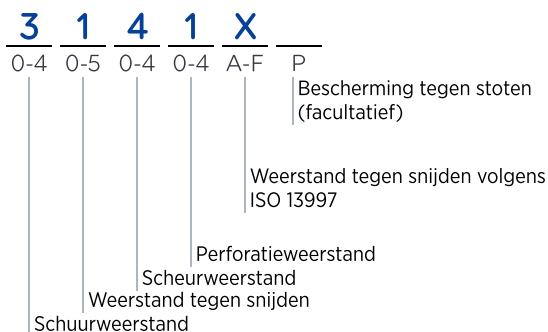 3 1 4 1 X
0-4 0-5 0-4 0-4 A-F P
Bescherming tegen stoten
(facultatief)
Weerstand tegen snijden volgens
ISO 13997
Perforatieweerstand
Scheurweerstand
Weerstand tegen snijden
Schuurweerstand